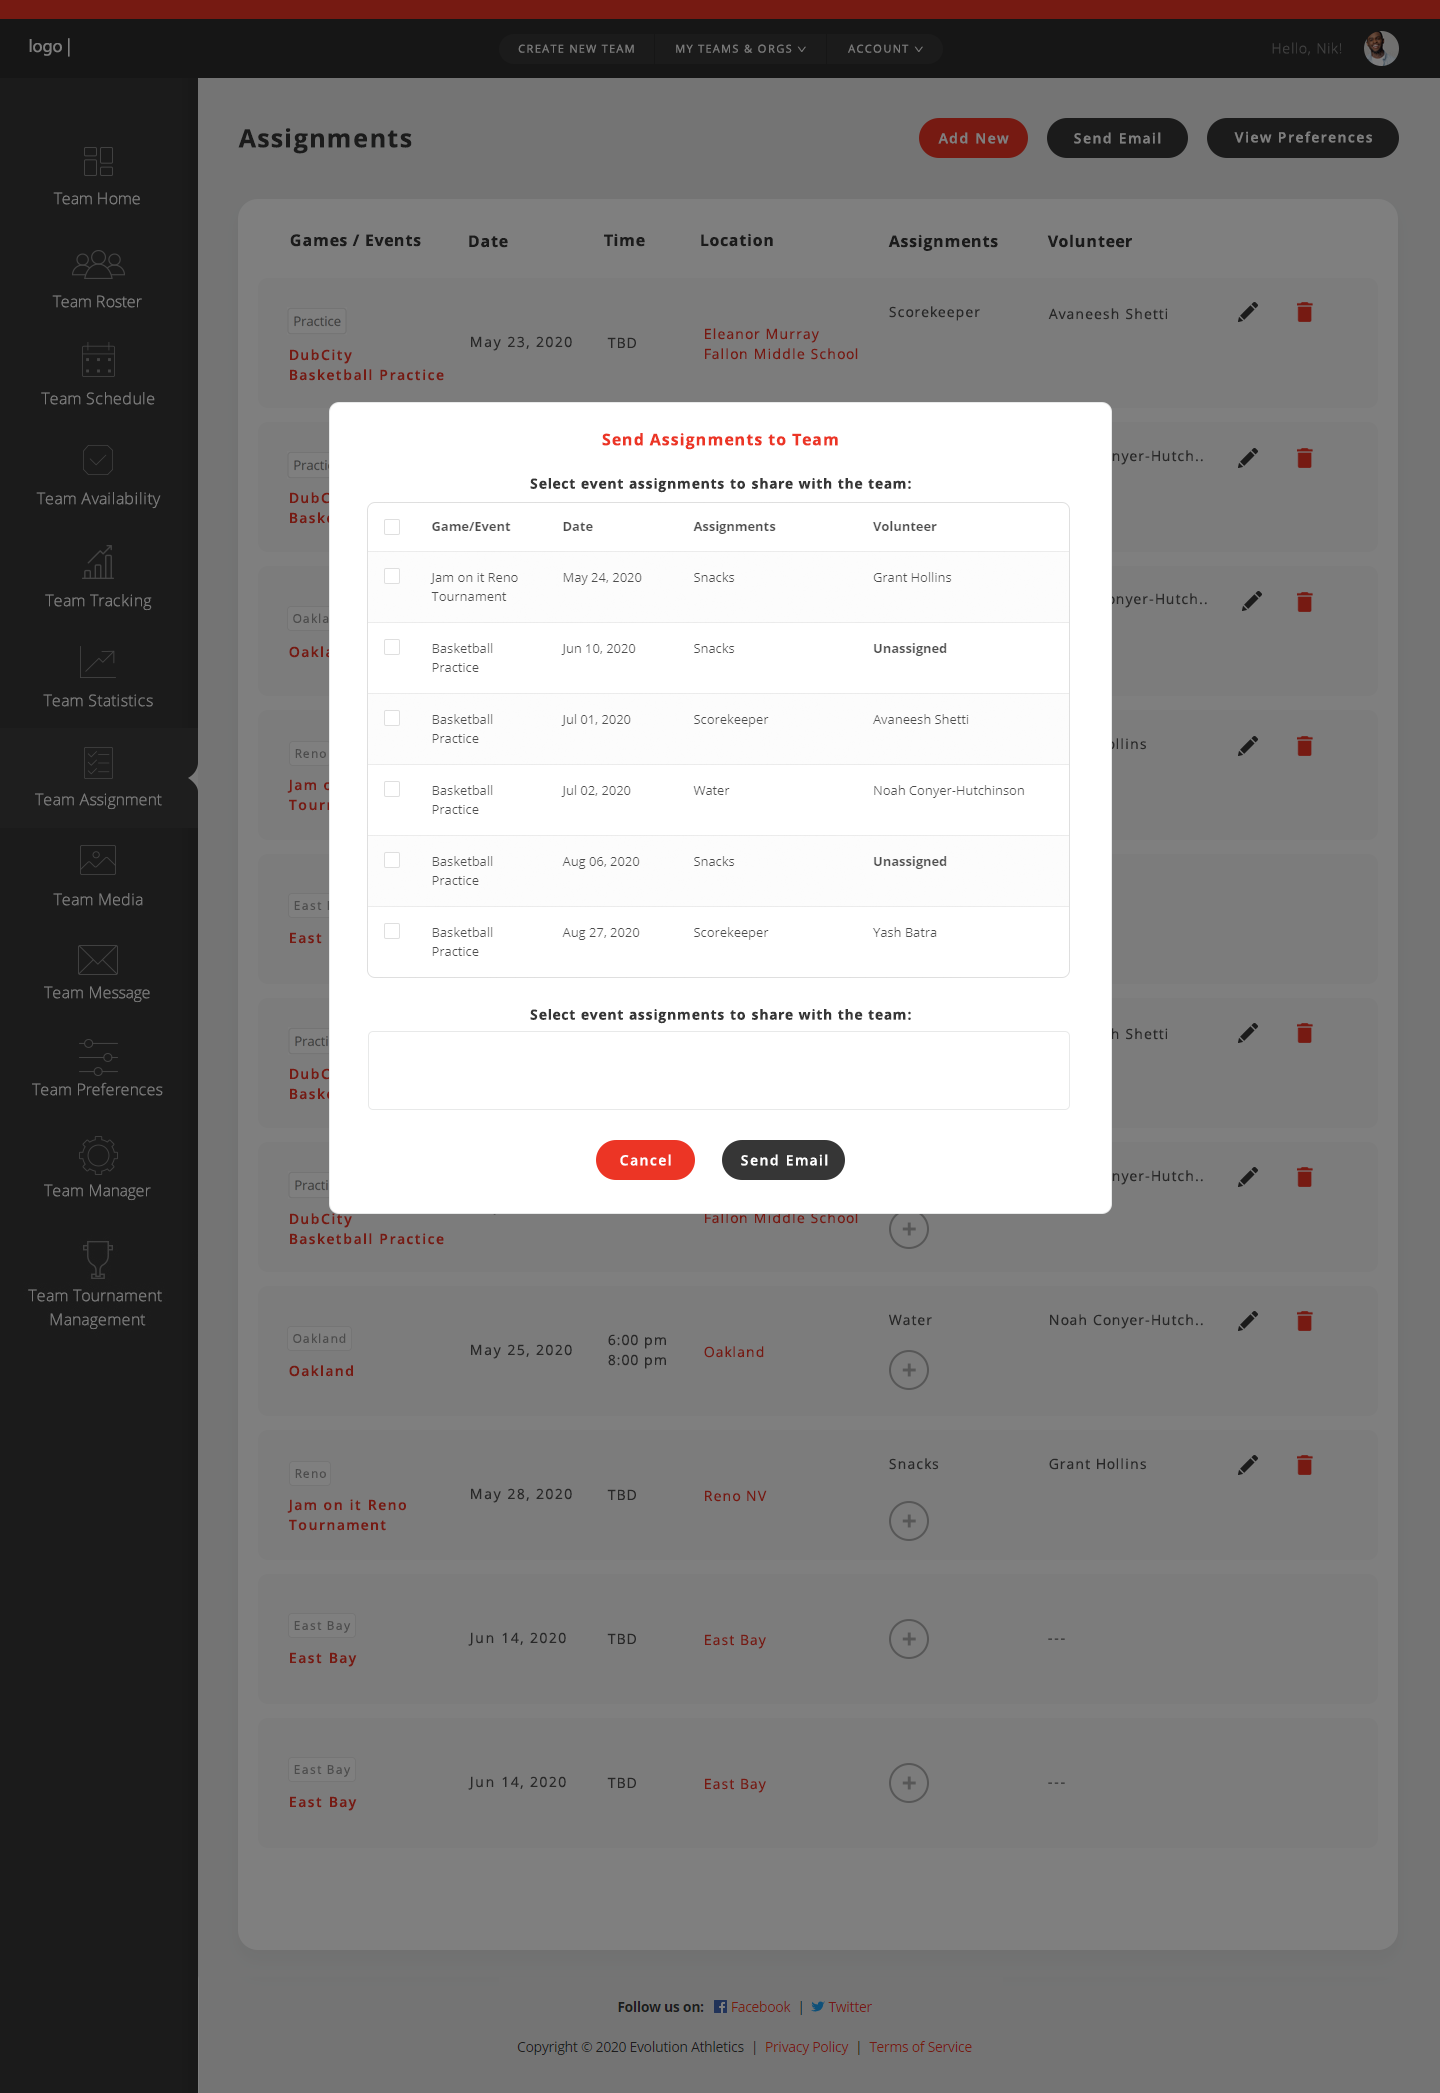 logo |
CREATE NEW TEAM
MY TEAMS & ORGS
ACCOUNT
Hello, Nik!
Team Home
Team Roster
Team Schedule
Team Availability
Team Tracking
Team Statistics
Team Assignment
Team Media
Team Message
Team Preferences
Team Manager
Team Tournament
Management
Assignments
Add New
Send Email
View Preferences
Games / Events Date Time Location Assignments Volunteer
Practice
DubCity
Basketball Practice
May 23, 2020
TBD
Eleanor Murray
Fallon Middle School
Scorekeeper
Avaneesh Shetti
Practic
DubC
Baske
nyer-Hutch..
Oakla
Oakla
onyer-Hutch..
Reno
Jam o
Tourn
ollins
East
East
Practi
DubC
Baske
h Shetti
Practi
DubCity
Basketball Practice
Fallon Middle School
nyer-Hutch..
Oakland
Oakland
May 25, 2020
6:00 pm
8:00 pm
Oakland
Water
Noah Conyer-Hutch..
Reno
Jam on it Reno
Tournament
May 28, 2020
TBD
Reno NV
Snacks
Grant Hollins
East Bay
East Bay
Jun 14, 2020
TBD
East Bay
---
East Bay
East Bay
Jun 14, 2020
TBD
East Bay
---
Send Assignments to Team
Select event assignments to share with the team:
Game/Event Date Assignments Volunteer
Jam on it Reno
Tournament
May 24, 2020
Snacks
Grant Hollins
Basketball
Practice
Jun 10, 2020
Snacks
Unassigned
Basketball
Practice
Jul 01, 2020
Scorekeeper
Avaneesh Shetti
Basketball
Practice
Jul 02, 2020
Water
Noah Conyer-Hutchinson
Basketball
Practice
Aug 06, 2020
Snacks
Unassigned
Basketball
Practice
Aug 27, 2020
Scorekeeper
Yash Batra
Select event assignments to share with the team:
Cancel
Send Email
Follow us on: Facebook | Twitter
Copyright © 2020 Evolution Athletics | Privacy Policy | Terms of Service